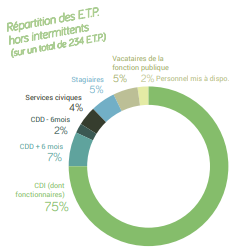 Répartition des E.T.P.
hors intermittents
(sur un total de 234 E.T.P.)
Vacataires de la
fonction publique
5%
2% Personnel mis à dispo.
Stagiaires
5%
Services civiques
4%
CDD - 6mois
2%
CDD + 6 mois
7%
CDI (dont
fonctionnaires)
75%